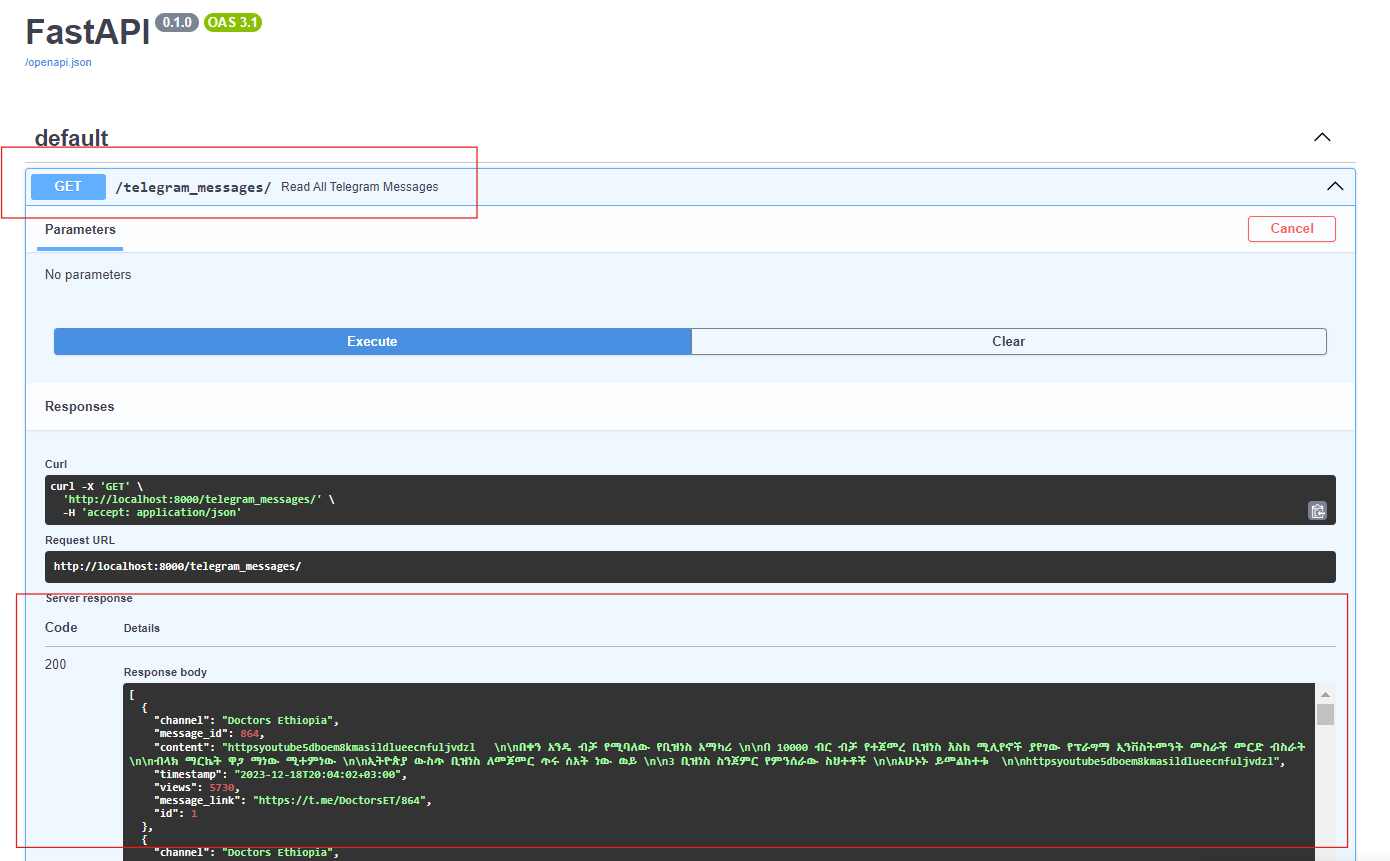 FastAPI 0.1.0 OAS 3.1
/openapi.json
default
GET /telegram_messages/ Read All Telegram Messages
Parameters Cancel
No parameters
Execute Clear
Responses
Curl
curl -X 'GET' \
'http://localhost:8000/telegram_messages/' \
-H 'accept: application/json'
Request URL
http://localhost:8000/telegram_messages/
Server response
Code Details
200
Response body
[
{
"channel": "Doctors Ethiopia",
"message_id": 864,
"content": "httpsyoutube5dboem8kmasildlueecnfuljvdzl \n\nበቀን አንዴ ብቻ የሚባለው የቢዝነስ አማካሪ \n\nበ 10000 ብር ብቻ የተጀመረ ቢዝነስ እስከ ሚሊየኖች ያየነው የፕራግማ ኢንቨስትመንት መስራች መርድ ብስራት
\n\nብላክ ማርኬት ዋጋ ማነው ሚተምነው \n\nኢትዮጵያ ውስጥ ቢዝነስ ለመጀመር ጥሩ ሰአት ነው ወይ \n\n3 ቢዝነስ ስንጀምር የምንሰራው ስህተቶች \n\nአሁኑኑ ይመልከተቱ \n\nhttpsyoutube5dboem8kmasildlueecnfuljvdzl",
"timestamp": "2023-12-18T20:04:02+03:00",
"views": 5730,
"message_link": "https://t.me/DoctorsET/864",
"id": 1
},
{
"channel": "Doctors Ethiopia",